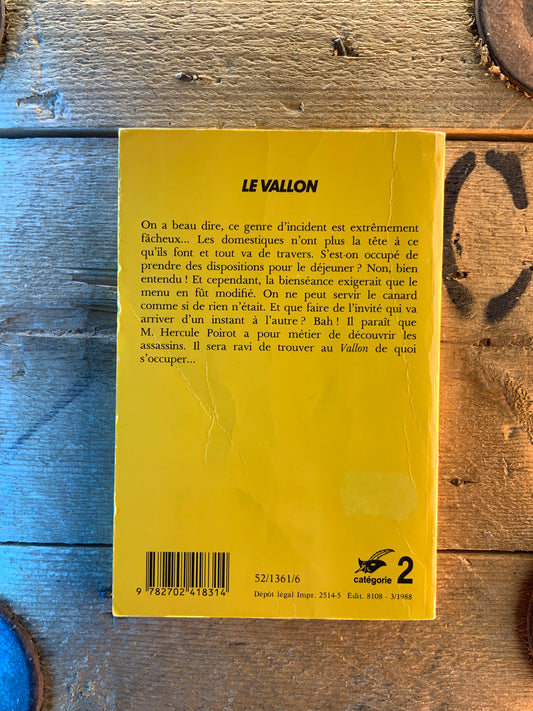 LE VALLON
On a beau dire, ce genre d'incident est extrêmement
fâcheux... Les domestiques n'ont plus la tête à ce
qu'ils font et tout va de travers. S'est-on occupé de
prendre des dispositions pour le déjeuner ? Non, bien
entendu ! Et cependant, la bienséance exigerait que le
menu en fût modifié. On ne peut servir le canard
comme si de rien n'était. Et que faire de l'invité qui va
arriver d'un instant à l'autre ? Bah ! Il paraît que
M. Hercule Poirot a pour métier de découvrir les
assassins. Il sera ravi de trouver au Vallon de quoi
s'occuper...
9 782702 418314
52/1361/6
Dépôt légal Impr. 2514-5 Édit. 8108 - 3/1988
catégorie 2